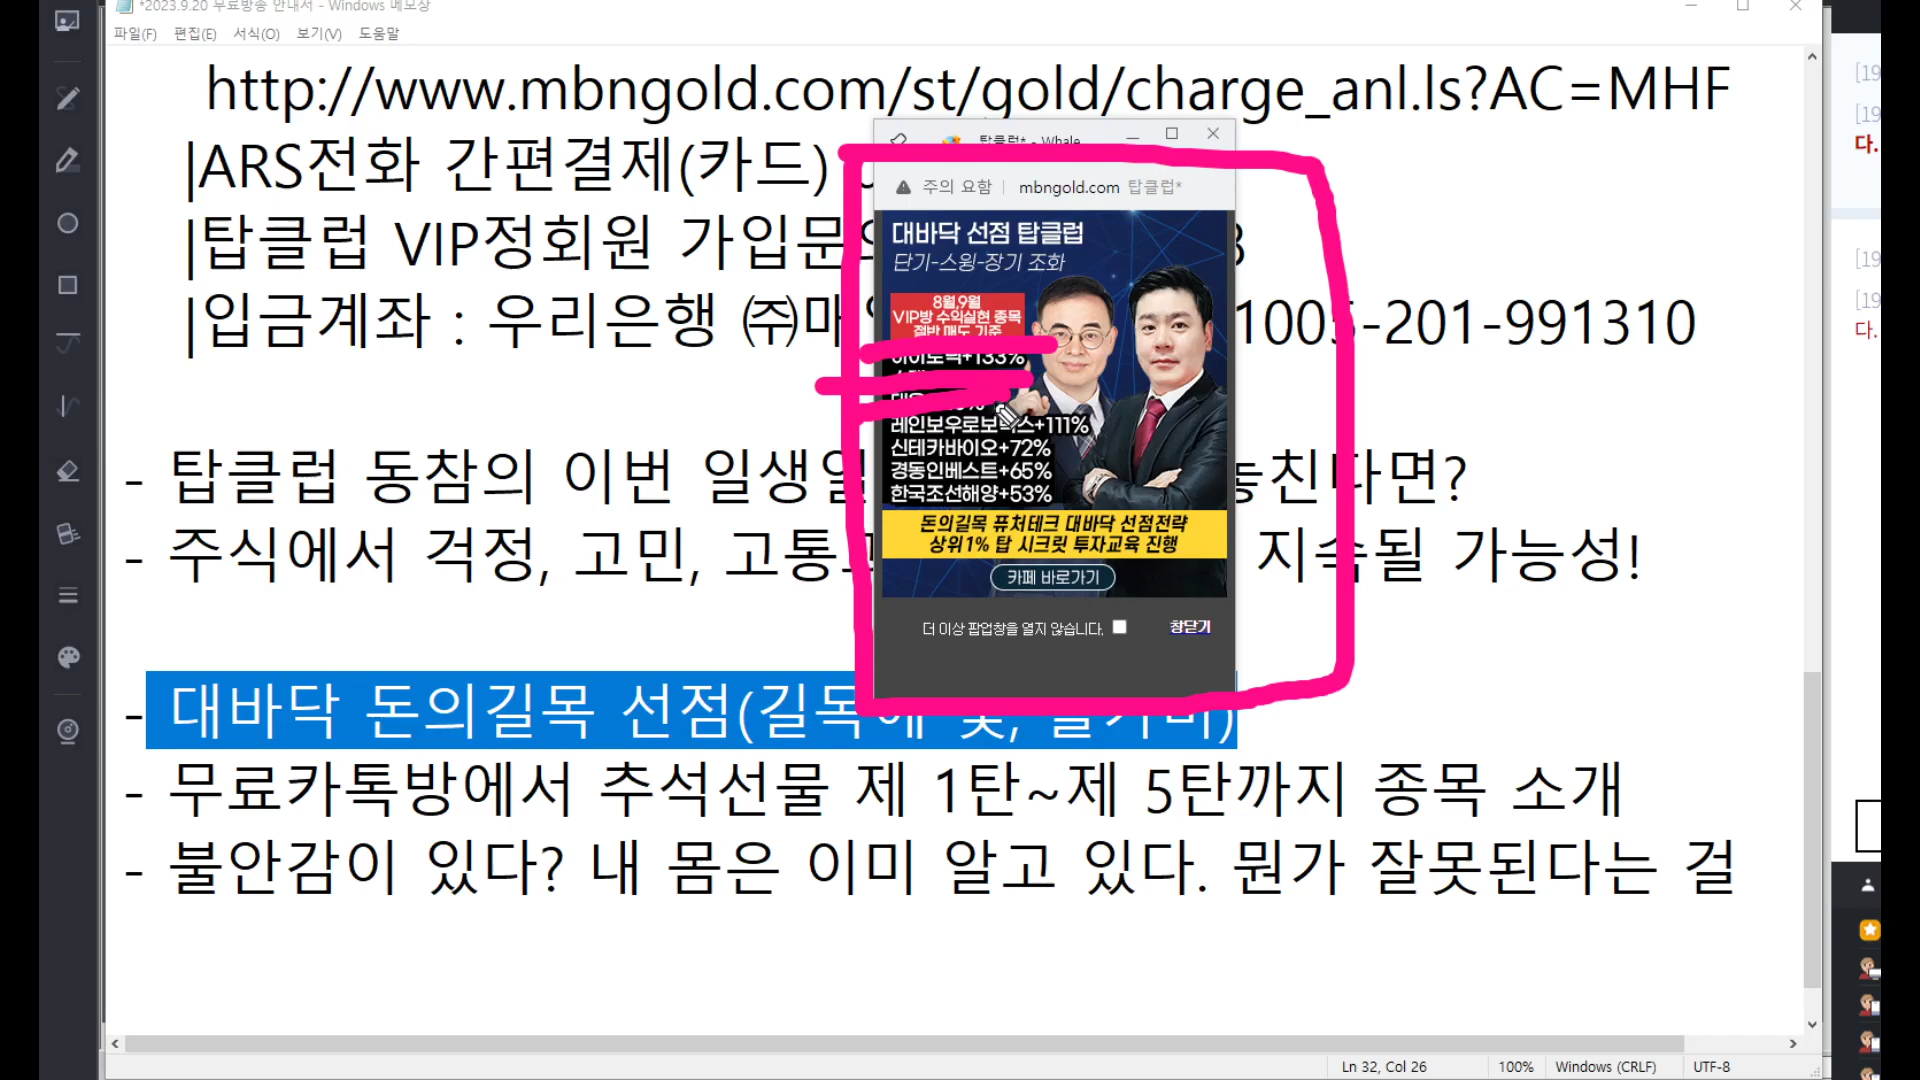 *2023.9.20 무료방송 안내서 - Windows 메모장
파일(F) 편집(E) 서식(O) 보기(V) 도움말
http://www.mbngold.com/st/gold/charge_anl.ls?AC=MHF
|ARS전화 간편결제(카드)
|탑클럽 VIP정회원 가입문
|입금계좌 : 우리은행 ㈜매 1005-201-991310
- 탑클럽 동참의 이번 일생일 놓친다면?
- 주식에서 걱정, 고민, 고통 지속될 가능성!
- 대바닥 돈의길목 선점(길목에
- 무료카톡방에서 추석선물 제 1탄~제 5탄까지 종목 소개
- 불안감이 있다? 내 몸은 이미 알고 있다. 뭔가 잘못된다는 걸
탑클럽* - Whale
주의 요함 | mbngold.com 탑클럽*
대바닥 선점 탑클럽
단기-스윙-장기 조화
8월,9월
VIP방 수익실현 종목
절반 매도 기준
+133%
레인보우로보틱스+111%
신테카바이오+72%
경동인베스트+65%
한국조선해양+53%
돈의길목 퓨처테크 대바닥 선점전략
상위1% 탑 시크릿 투자교육 진행
카페 바로가기
더 이상 팝업창을 열지 않습니다.
창닫기
[19
[19
다.
[19
[19
다.
Ln 32, Col 26
100%
Windows (CRLF)
UTF-8